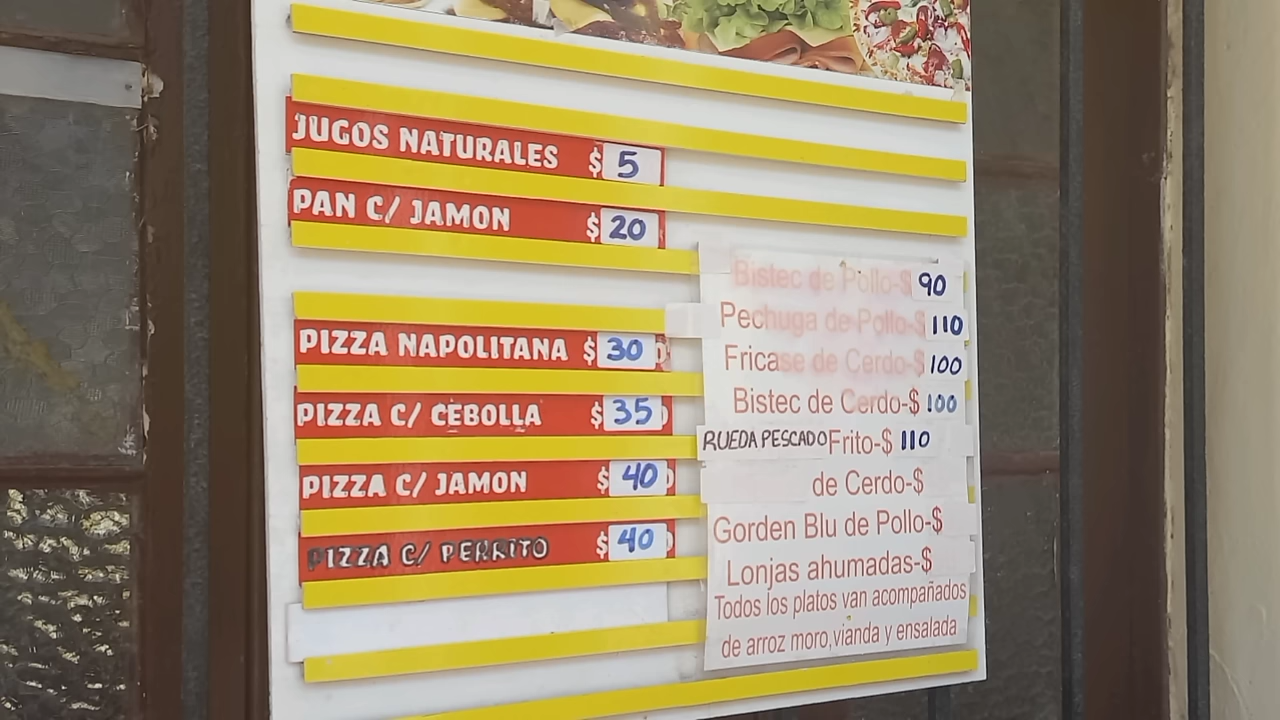 JUGOS NATURALES $ 5
PAN C/ JAMON $ 20
PIZZA NAPOLITANA $ 30
PIZZA C/ CEBOLLA $ 35
PIZZA C/ JAMON $ 40
PIZZA C/ PERRITO $ 40
Bistec de Pollo-$ 90
Pechuga de Pollo-$ 110
Fricase de Cerdo-$ 100
Bistec de Cerdo-$ 100
RUEDA PESCADO Frito-$ 110
de Cerdo-$
Gorden Blu de Pollo-$
Lonjas ahumadas-$
Todos los platos van acompañados
de arroz moro,vianda y ensalada